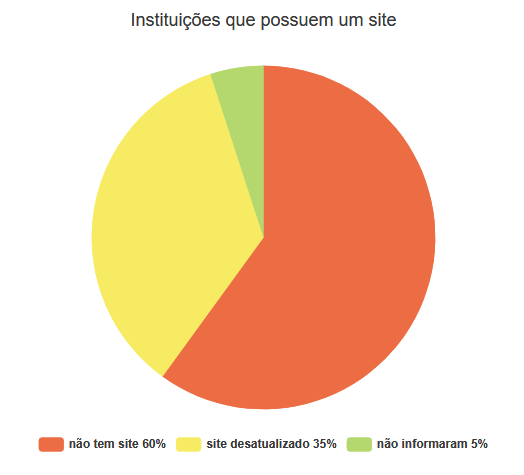 Instituições que possuem um site
não tem site 60% site desatualizado 35% não informaram 5%